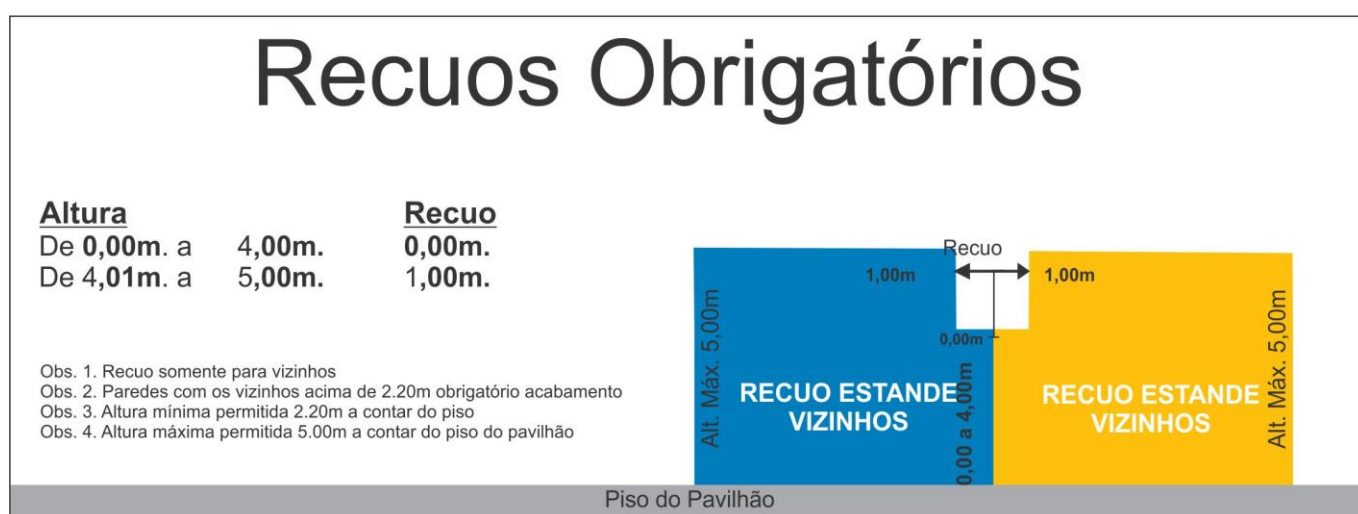 Recuos Obrigatórios
Altura Recuo
De 0,00m. a 4,00m. 0,00m.
De 4,01m. a 5,00m. 1,00m.
Obs. 1. Recuo somente para vizinhos
Obs. 2. Paredes com os vizinhos acima de 2.20m obrigatório acabamento
Obs. 3. Altura mínima permitida 2.20m a contar do piso
Obs. 4. Altura máxima permitida 5.00m a contar do piso do pavilhão
Recuo
1,00m 1,00m
0,00m
Alt. Máx. 5,00m
RECUO ESTANDE
VIZINHOS
0,00 a 4,00m
RECUO ESTANDE
VIZINHOS
Alt. Máx. 5,00m
Piso do Pavilhão